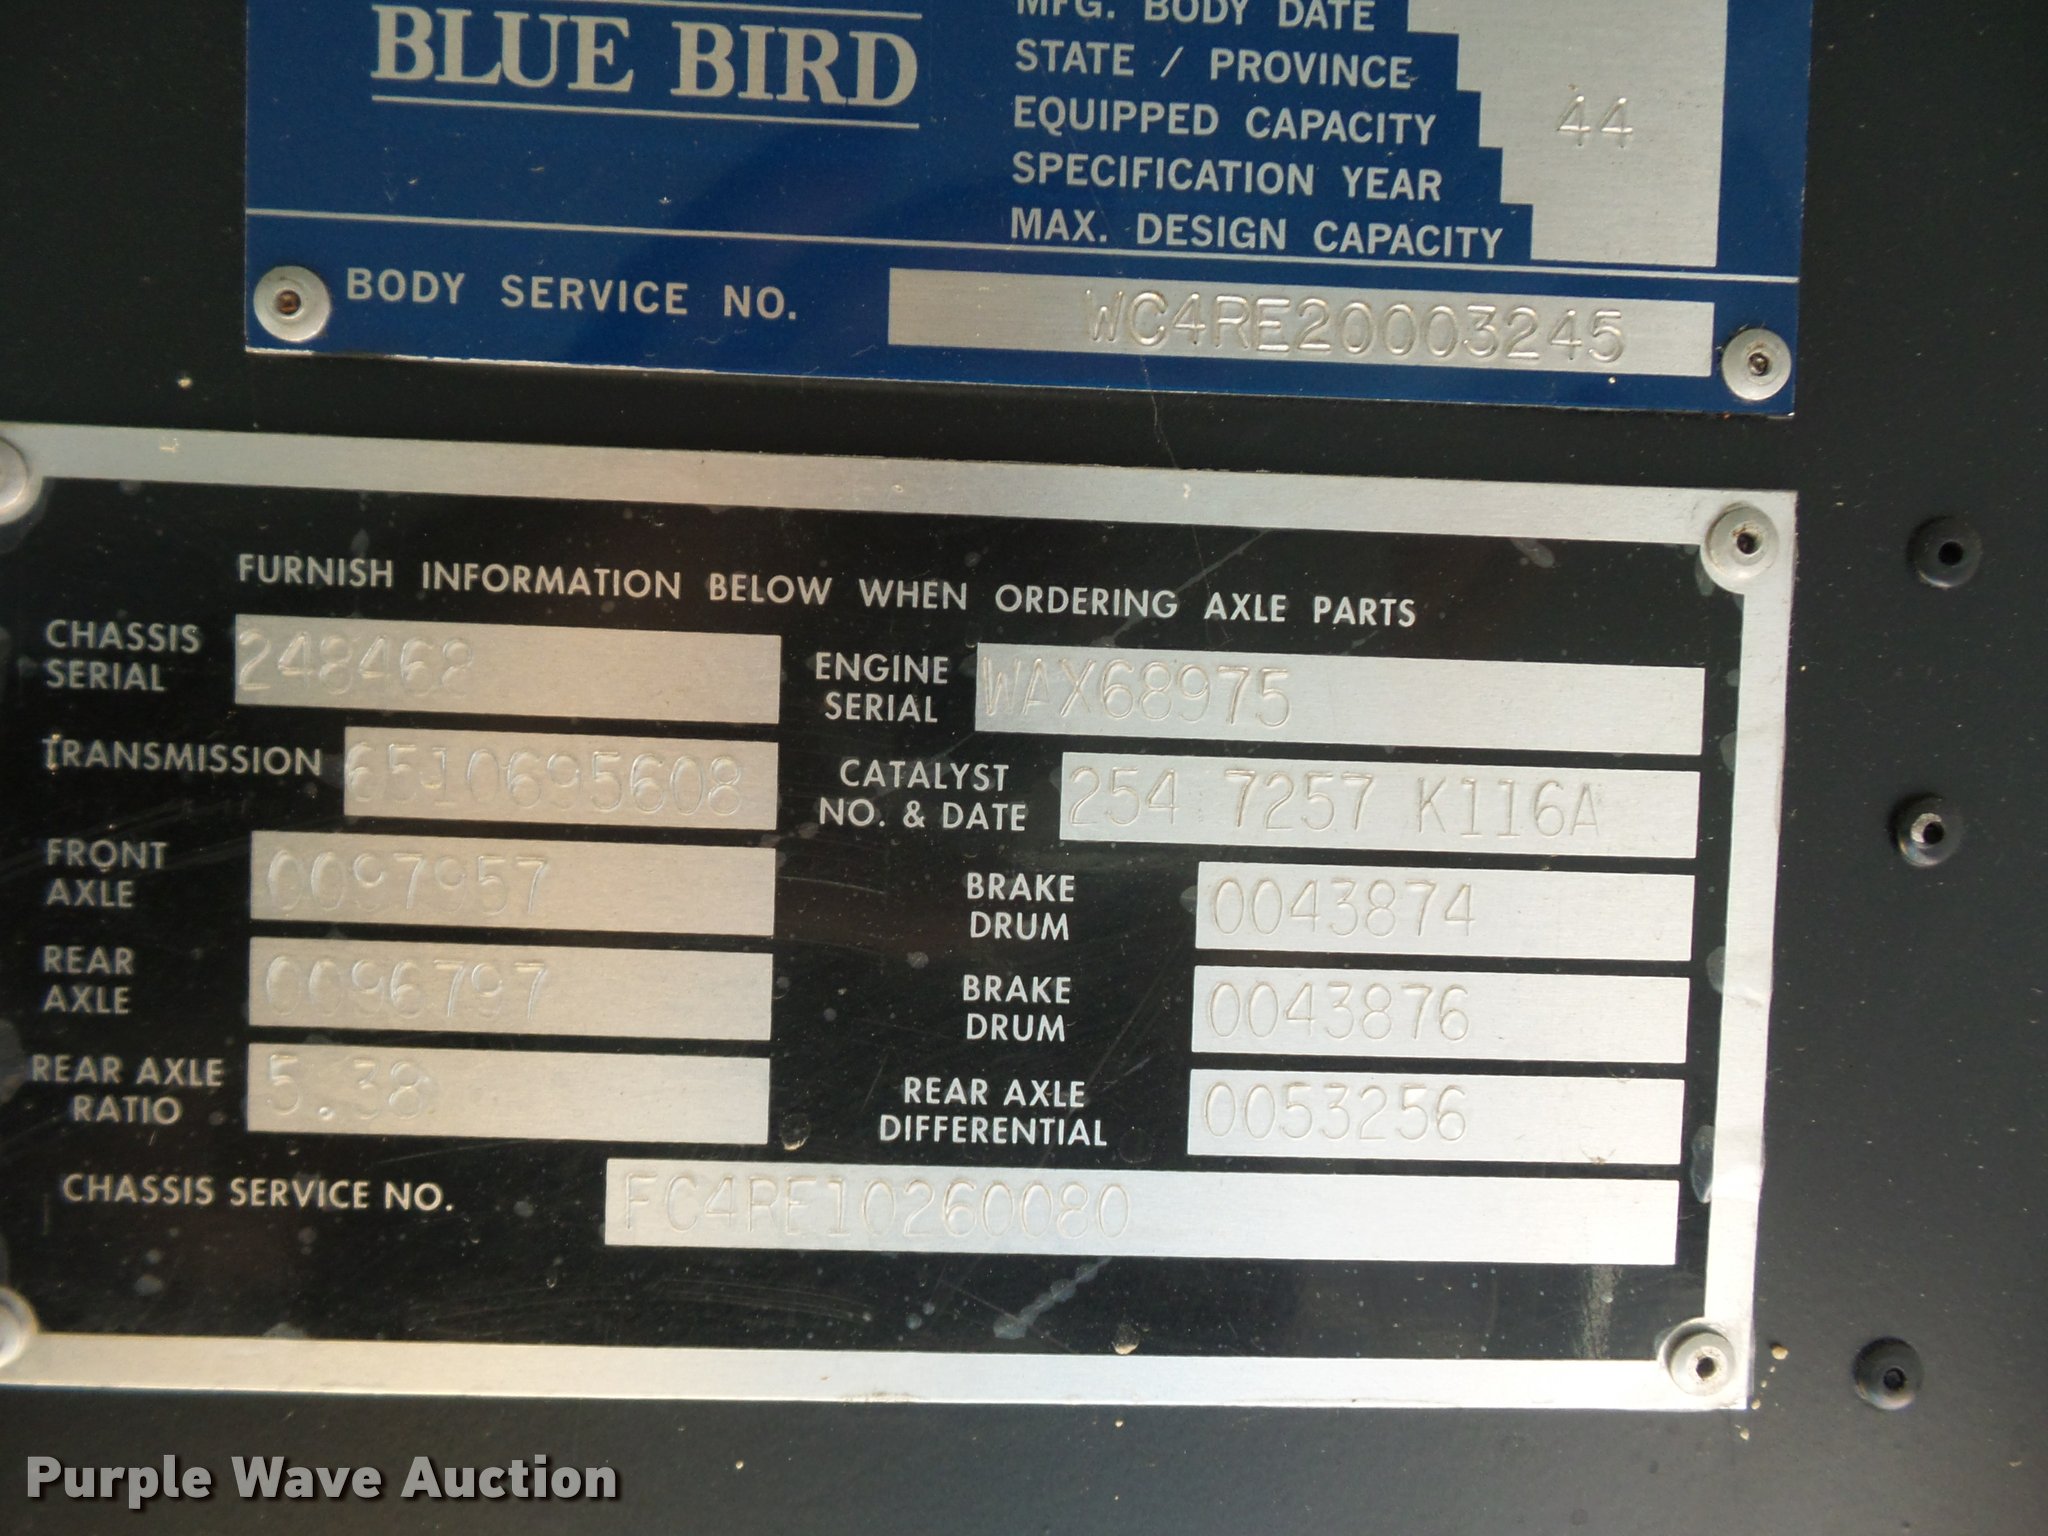 MFG. BODY DATE
BLUE BIRD
STATE / PROVINCE
EQUIPPED CAPACITY 44
SPECIFICATION YEAR
MAX. DESIGN CAPACITY
BODY SERVICE NO. WC4RE20003245
FURNISH INFORMATION BELOW WHEN ORDERING AXLE PARTS
CHASSIS SERIAL 248468
ENGINE SERIAL WAX68975
TRANSMISSION 6510695608
CATALYST NO. & DATE 254 7257 K116A
FRONT AXLE 0097957
BRAKE DRUM 0043874
REAR AXLE 0096797
BRAKE DRUM 0043876
REAR AXLE RATIO 5.38
REAR AXLE DIFFERENTIAL 0053256
CHASSIS SERVICE NO. FC4RE10260080
Purple Wave Auction